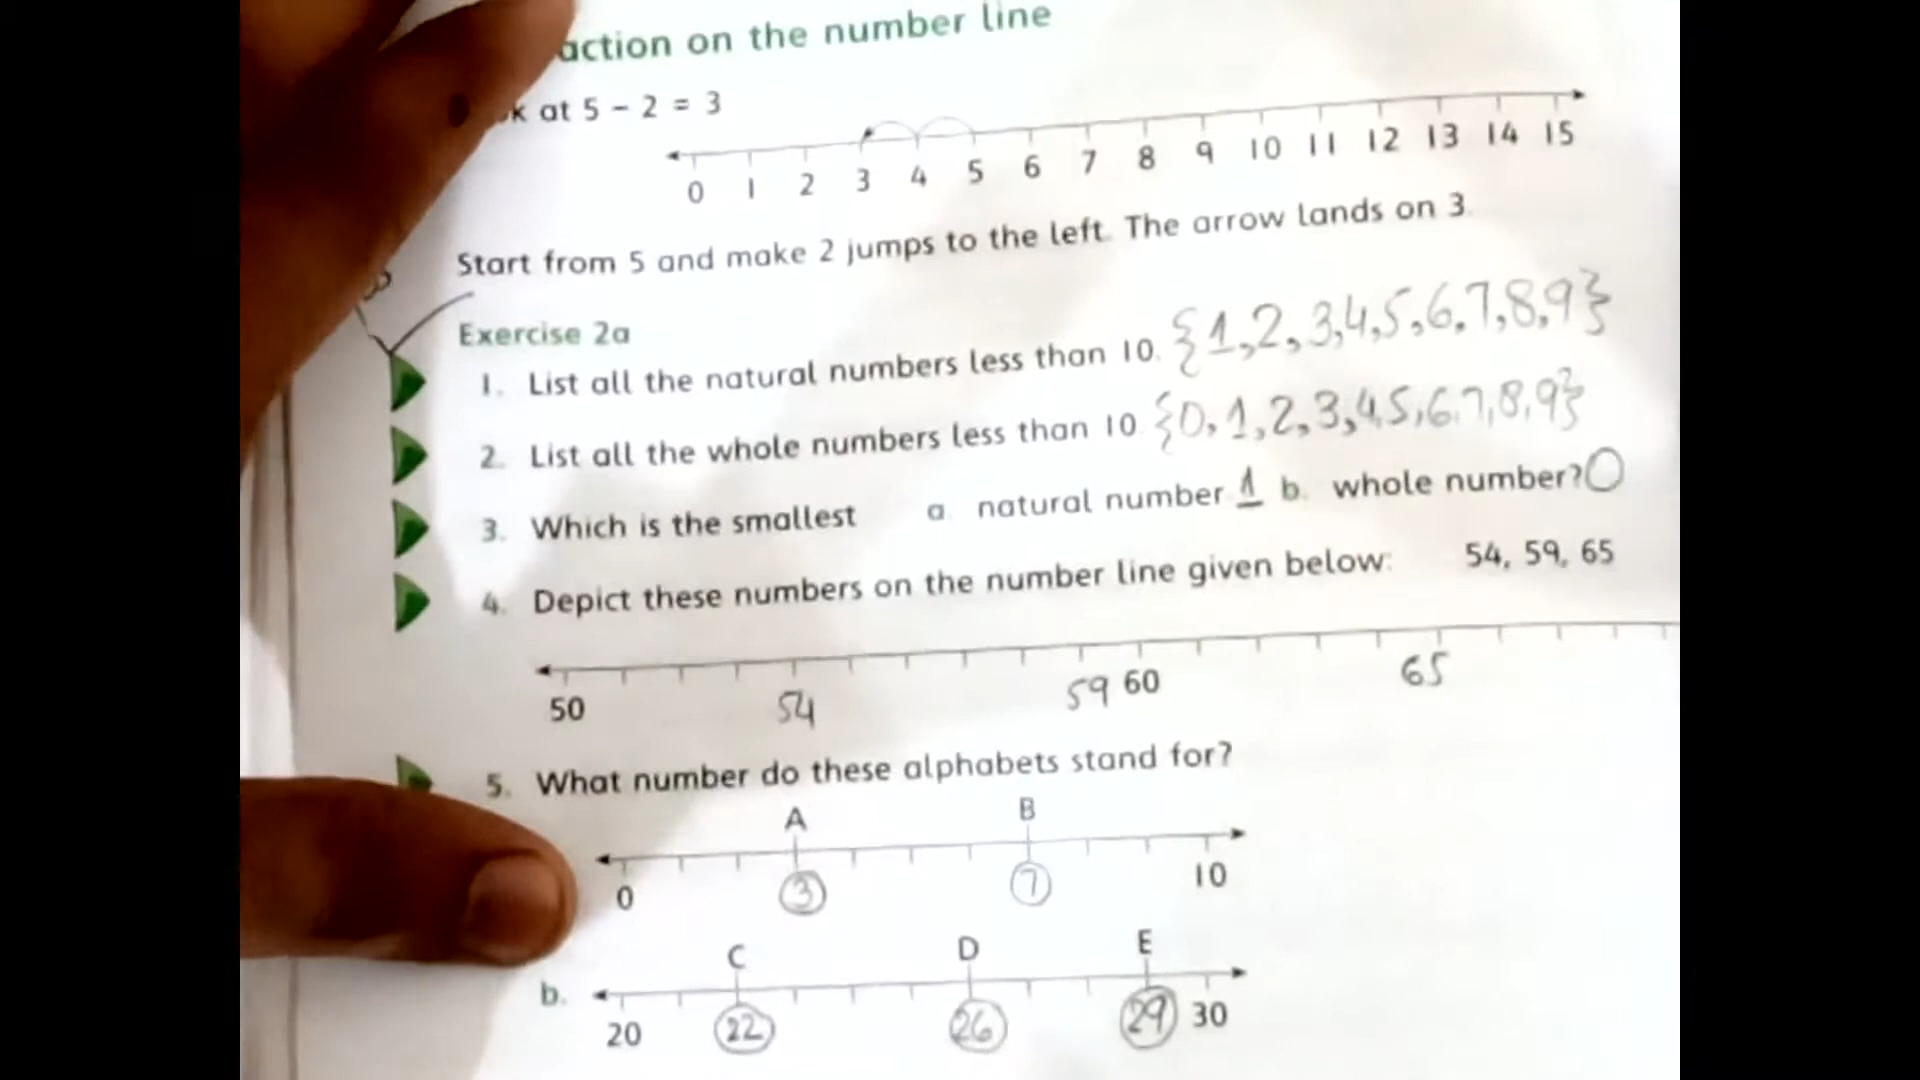 action on the number line
k at 5 – 2 = 3
0 1 2 3 4 5 6 7 8 9 10 11 12 13 14 15
Start from 5 and make 2 jumps to the left. The arrow lands on 3.
Exercise 2a
1. List all the natural numbers less than 10. {1,2,3,4,5,6,7,8,9}
2. List all the whole numbers less than 10. {0,1,2,3,4,5,6,7,8,9}
3. Which is the smallest a. natural number 1 b. whole number? 0
4. Depict these numbers on the number line given below: 54, 59, 65
50 54 59 60 65
5. What number do these alphabets stand for?
A B
0 3 7 10
C D E
b.
20 22 26 29 30